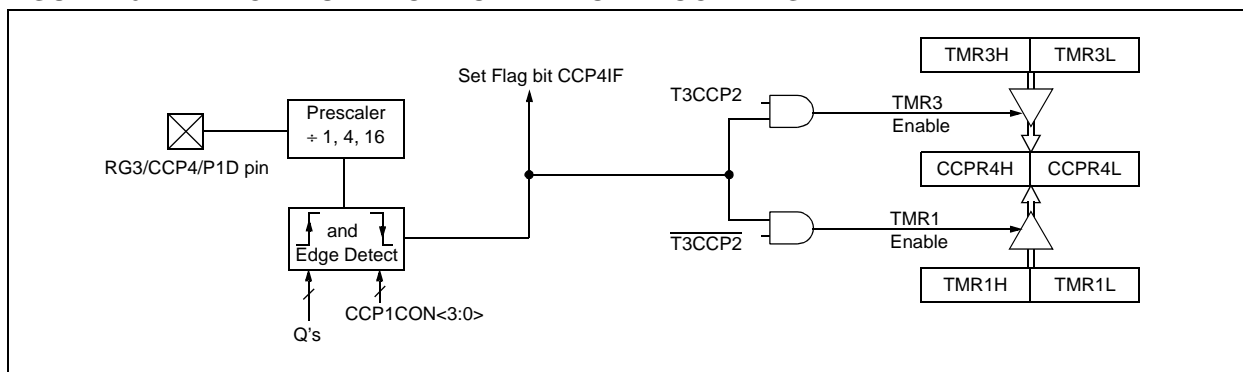 TMR3H TMR3L
Set Flag bit CCP4IF
T3CCP2
TMR3
Enable
Prescaler
÷ 1, 4, 16
RG3/CCP4/P1D pin
CCPR4H CCPR4L
and
Edge Detect
TMR1
Enable
T3CCP2
TMR1H TMR1L
CCP1CON<3:0>
Q's